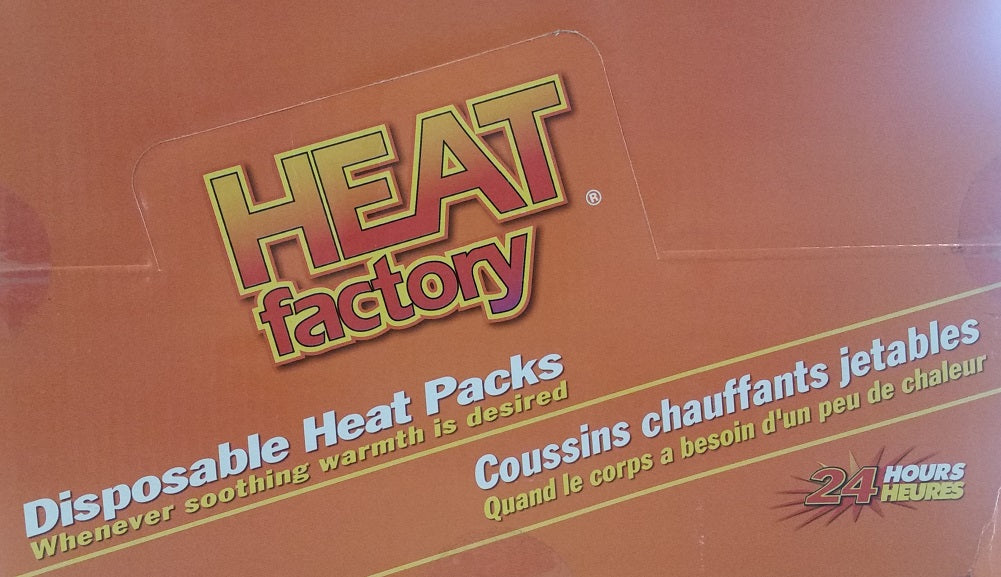 HEAT
factory ®
Disposable Heat Packs
Whenever soothing warmth is desired
Coussins chauffants jetables
Quand le corps a besoin d'un peu de chaleur
24 HOURS
HEURES